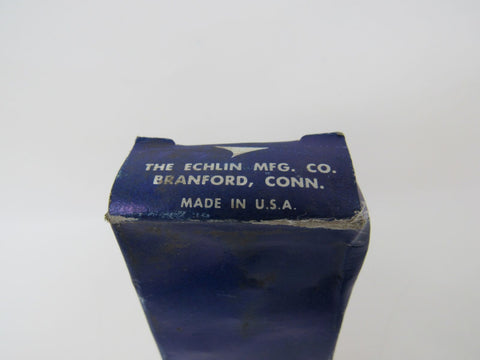 THE ECHLIN MFG. CO.
BRANFORD, CONN.
MADE IN U.S.A.